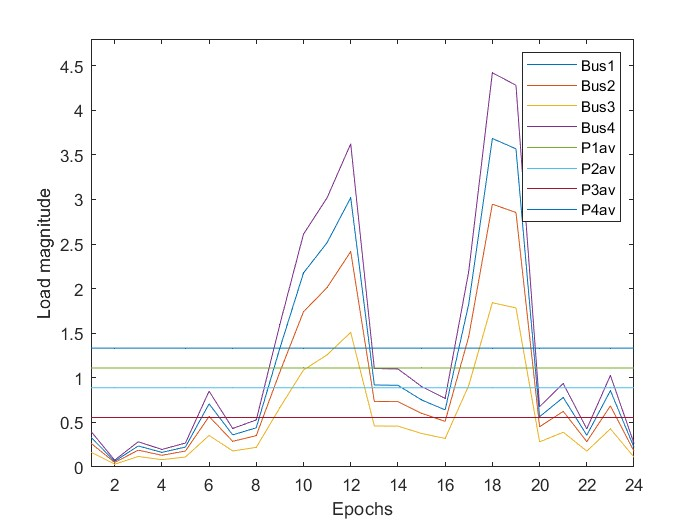 4.5
4
3.5
3
2.5
2
1.5
1
0.5
0
Load magnitude
2 4 6 8 10 12 14 16 18 20 22 24
Epochs
Bus1
Bus2
Bus3
Bus4
P1av
P2av
P3av
P4av